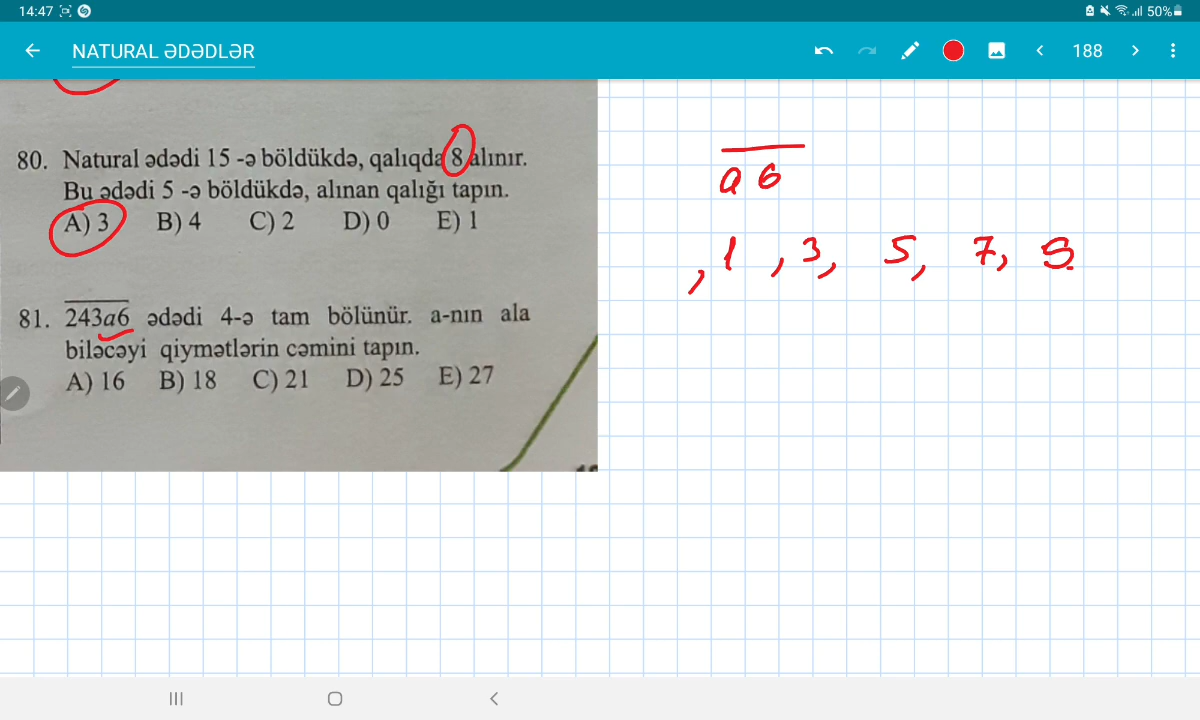 14:47 50%
NATURAL ƏDƏDLƏR 188
80. Natural ədədi 15 -ə böldükdə, qalıqda 8 alınır.
Bu ədədi 5 -ə böldükdə, alınan qalığı tapın.
A) 3 B) 4 C) 2 D) 0 E) 1
81. 243a6 ədədi 4-ə tam bölünür. a-nın ala
biləcəyi qiymətlərin cəmini tapın.
A) 16 B) 18 C) 21 D) 25 E) 27
a6
, 1 , 3, 5, 7, 9